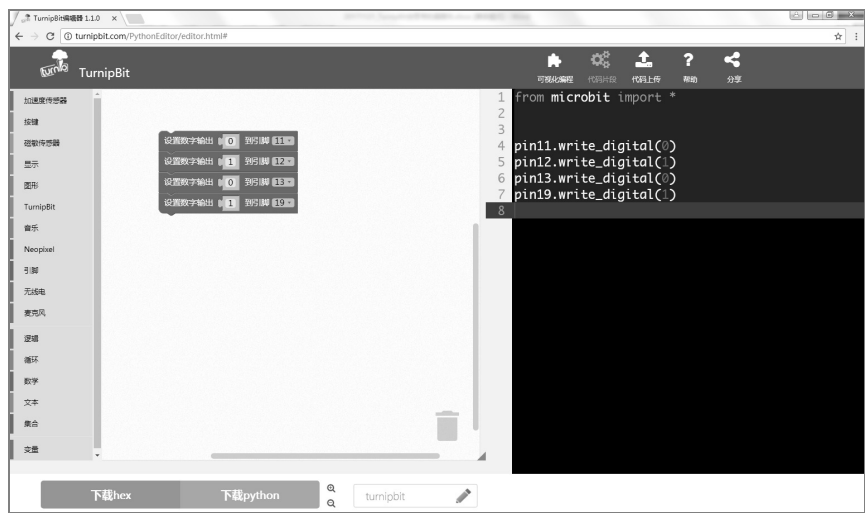 TurnipBit编辑器 1.1.0
turnipbit.com/PythonEditor/editor.html#
turnip
TurnipBit
可视化编程
代码片段
代码上传
帮助
分享
加速度传感器
按键
磁敏传感器
显示
图形
TurnipBit
音乐
Neopixel
引脚
无线电
麦克风
逻辑
循环
数学
文本
集合
变量
设置数字输出 0 到引脚 11
设置数字输出 1 到引脚 12
设置数字输出 0 到引脚 13
设置数字输出 1 到引脚 19
1 from microbit import *
2
3
4 pin11.write_digital(0)
5 pin12.write_digital(1)
6 pin13.write_digital(0)
7 pin19.write_digital(1)
8
下载hex
下载python
turnipbit